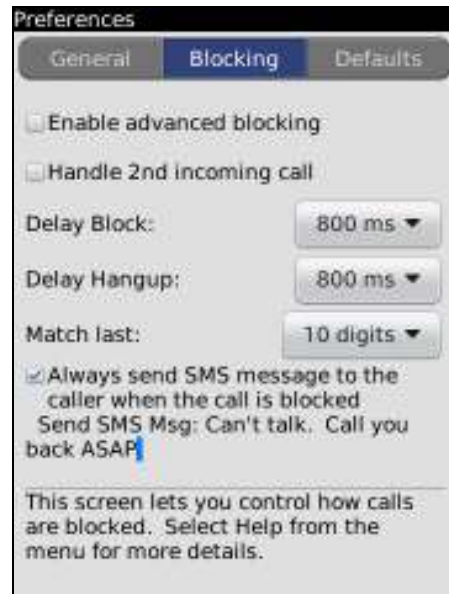 Preferences
General Blocking Defaults
Enable advanced blocking
Handle 2nd incoming call
Delay Block: 800 ms
Delay Hangup: 800 ms
Match last: 10 digits
Always send SMS message to the
caller when the call is blocked
Send SMS Msg: Can't talk. Call you
back ASAP
This screen lets you control how calls
are blocked. Select Help from the
menu for more details.